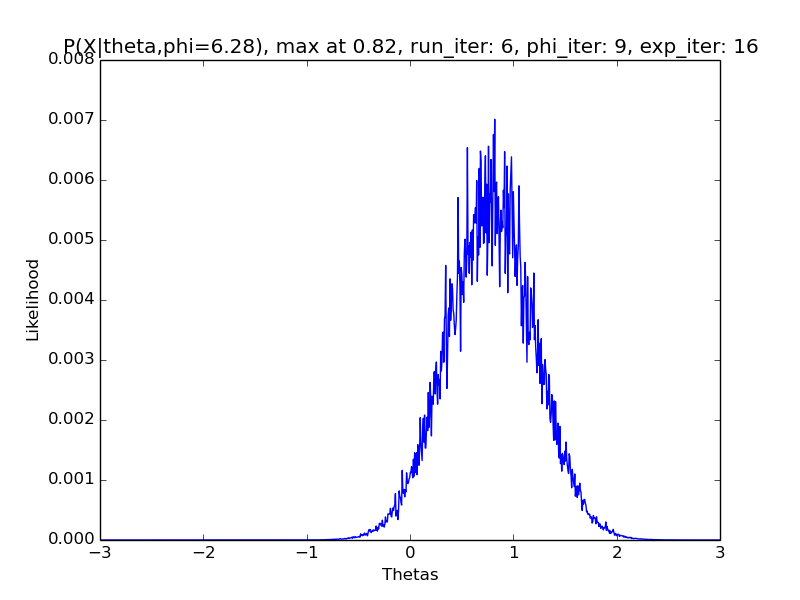 P(X|theta,phi=6.28), max at 0.82, run_iter: 6, phi_iter: 9, exp_iter: 16
0.008
0.007
0.006
0.005
0.004
0.003
0.002
0.001
0.000
Likelihood
−3 −2 −1 0 1 2 3
Thetas